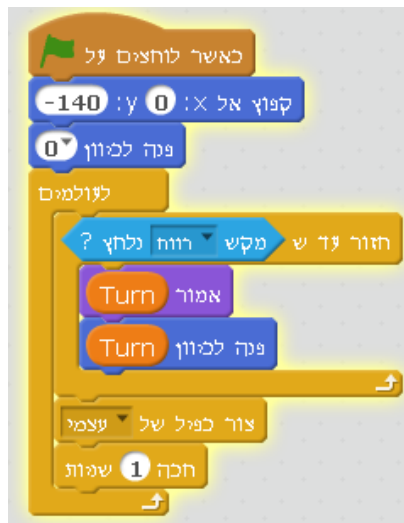 כאשר לוחצים על
קפוץ אל x: 0 y: -140
פנה לכיוון 0
לעולמים
חזור עד ש מקש רווח נלחץ ?
אמור Turn
פנה לכיוון Turn
צור כפיל של עצמי
חכה 1 שניות